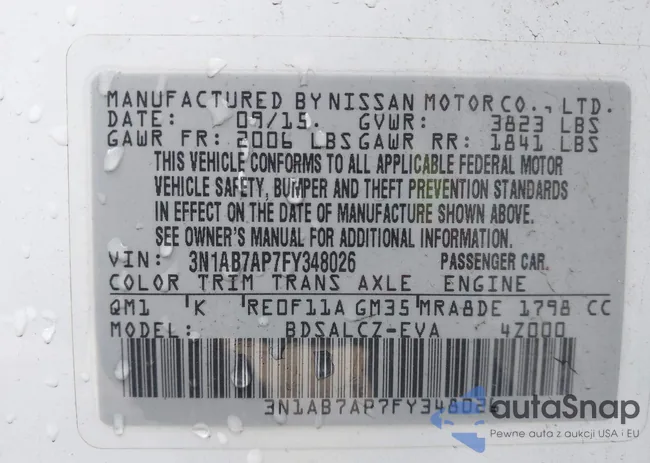 MANUFACTURED BY NISSAN MOTOR CO., LTD.
DATE: 09/15. GVWR: 3823 LBS
GAWR FR: 2006 LBS GAWR RR: 1841 LBS
THIS VEHICLE CONFORMS TO ALL APPLICABLE FEDERAL MOTOR
VEHICLE SAFETY, BUMPER AND THEFT PREVENTION STANDARDS
IN EFFECT ON THE DATE OF MANUFACTURE SHOWN ABOVE.
SEE OWNER'S MANUAL FOR ADDITIONAL INFORMATION.
VIN: 3N1AB7AP7FY348026 PASSENGER CAR.
COLOR TRIM TRANS AXLE ENGINE
QM1 K RE0F11A GM35 MRA8DE 1798 CC
MODEL: BDSALCZ-EVA 4Z000
3N1AB7AP7FY348026
autoSnap
Pewne auta z aukcji USA i EU